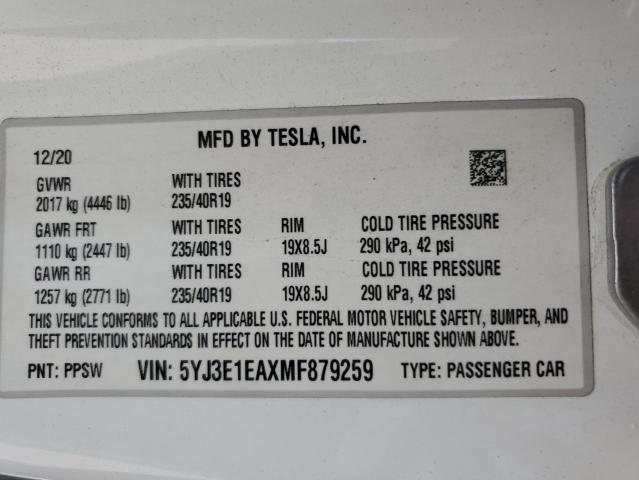 MFD BY TESLA, INC.
12/20
GVWR WITH TIRES
2017 kg (4446 lb) 235/40R19
GAWR FRT WITH TIRES RIM COLD TIRE PRESSURE
1110 kg (2447 lb) 235/40R19 19X8.5J 290 kPa, 42 psi
GAWR RR WITH TIRES RIM COLD TIRE PRESSURE
1257 kg (2771 lb) 235/40R19 19X8.5J 290 kPa, 42 psi
THIS VEHICLE CONFORMS TO ALL APPLICABLE U.S. FEDERAL MOTOR VEHICLE SAFETY, BUMPER, AND
THEFT PREVENTION STANDARDS IN EFFECT ON THE DATE OF MANUFACTURE SHOWN ABOVE.
PNT: PPSW VIN: 5YJ3E1EAXMF879259 TYPE: PASSENGER CAR